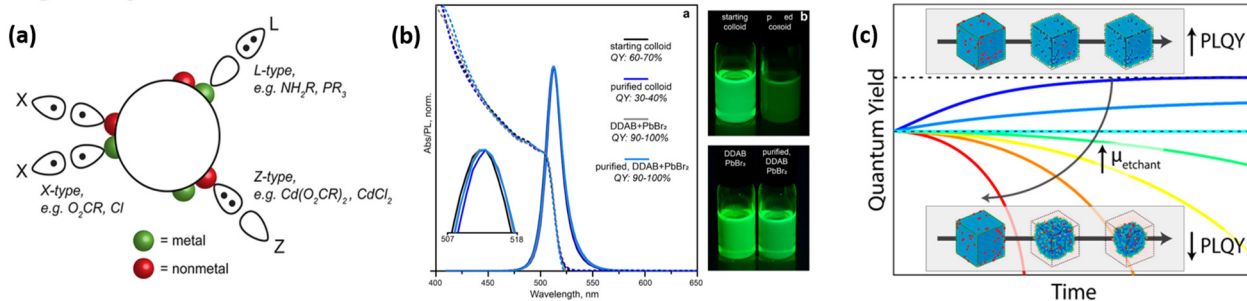 (a)
L
L-type,
e.g. NH₂R, PR₃
X
X
X-type,
e.g. O₂CR, Cl
Z-type,
e.g. Cd(O₂CR)₂, CdCl₂
Z
= metal
= nonmetal
(b)
a
Abs/PL, norm.
starting colloid
QY: 60-70%
purified colloid
QY: 30-40%
DDAB+PbBr₂
QY: 90-100%
purified, DDAB+PbBr₂
QY: 90-100%
507 518
400 450 500 550 600 650
Wavelength, nm
b
starting
colloid
colloid
DDAB
PbBr₂
purified,
DDAB
PbBr₂
(c)
Quantum Yield
PLQY
μetchant
PLQY
Time